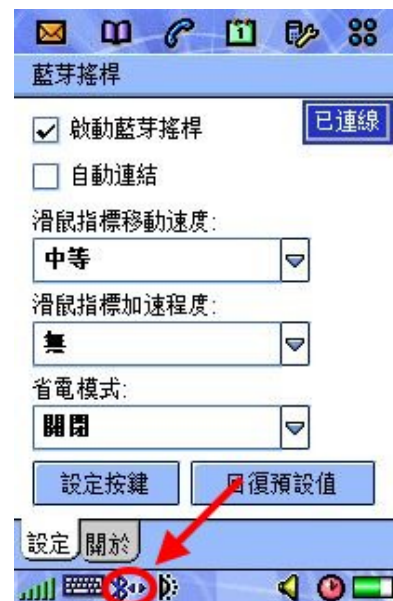 藍芽搖桿
啟動藍芽搖桿
已連線
自動連結
滑鼠指標移動速度:
中等
滑鼠指標加速程度:
無
省電模式:
關閉
設定按鍵
回復預設值
設定
關於